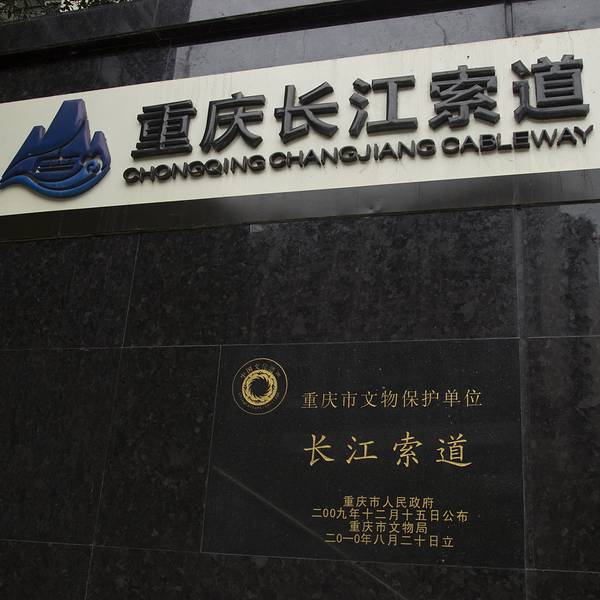 重庆长江索道
CHONGQING CHANGJIANG CABLEWAY
重庆市文物保护单位
长江索道
重庆市人民政府
二00九年十二月十五日公布
重庆市文物局
二0一0年八月二十日立